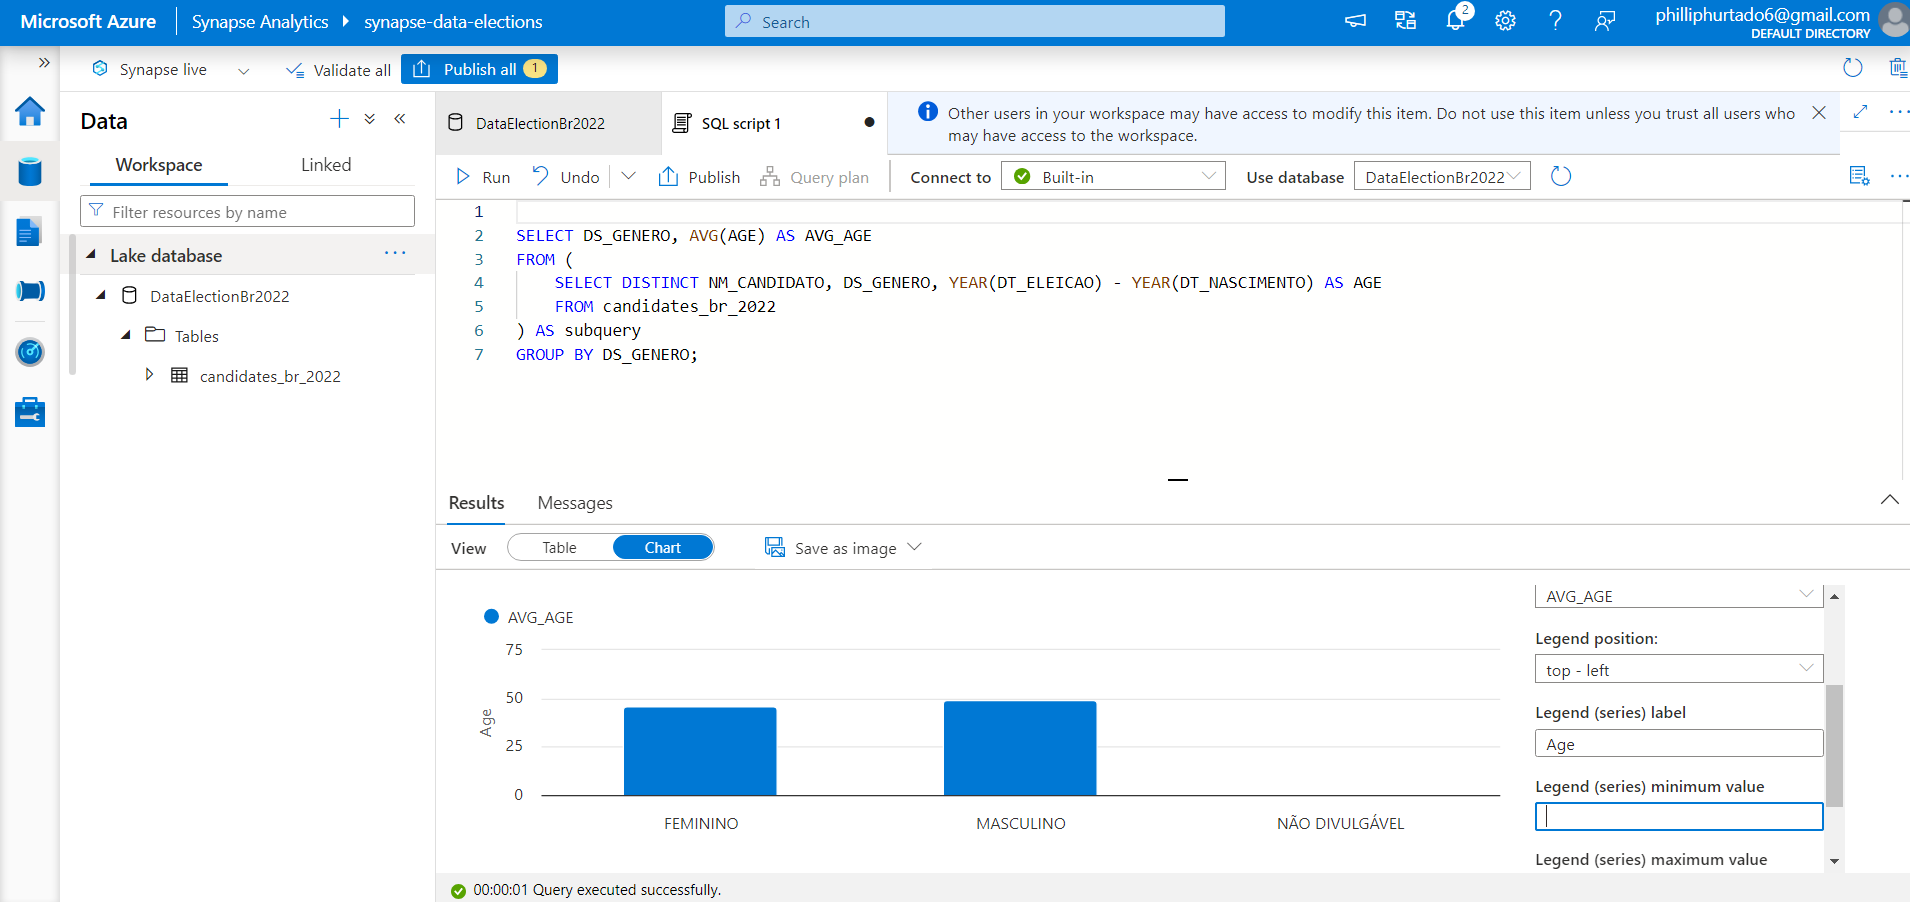 Microsoft Azure
Synapse Analytics
synapse-data-elections
Search
2
philliphurtado6@gmail.com
DEFAULT DIRECTORY
Synapse live
Validate all
Publish all 1
Data
Workspace
Linked
Filter resources by name
Lake database
DataElectionBr2022
Tables
candidates_br_2022
DataElectionBr2022
SQL script 1
Other users in your workspace may have access to modify this item. Do not use this item unless you trust all users who
may have access to the workspace.
Run
Undo
Publish
Query plan
Connect to
Built-in
Use database
DataElectionBr2022
1
2 SELECT DS_GENERO, AVG(AGE) AS AVG_AGE
3 FROM (
4 SELECT DISTINCT NM_CANDIDATO, DS_GENERO, YEAR(DT_ELEICAO) - YEAR(DT_NASCIMENTO) AS AGE
5 FROM candidates_br_2022
6 ) AS subquery
7 GROUP BY DS_GENERO;
Results
Messages
View
Table
Chart
Save as image
AVG_AGE
75
50
25
0
Age
FEMININO
MASCULINO
NÃO DIVULGÁVEL
AVG_AGE
Legend position:
top - left
Legend (series) label
Age
Legend (series) minimum value
Legend (series) maximum value
00:00:01 Query executed successfully.